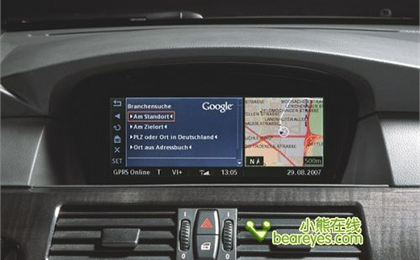 Branchensuche
Google
Am Standort
Am Zielort
PLZ oder Ort in Deutschland
Ort aus Adressbuch
SET
GPRS Online T VI+ 13:05
N
500m
29.08.2007
小熊在线
beareyes.com